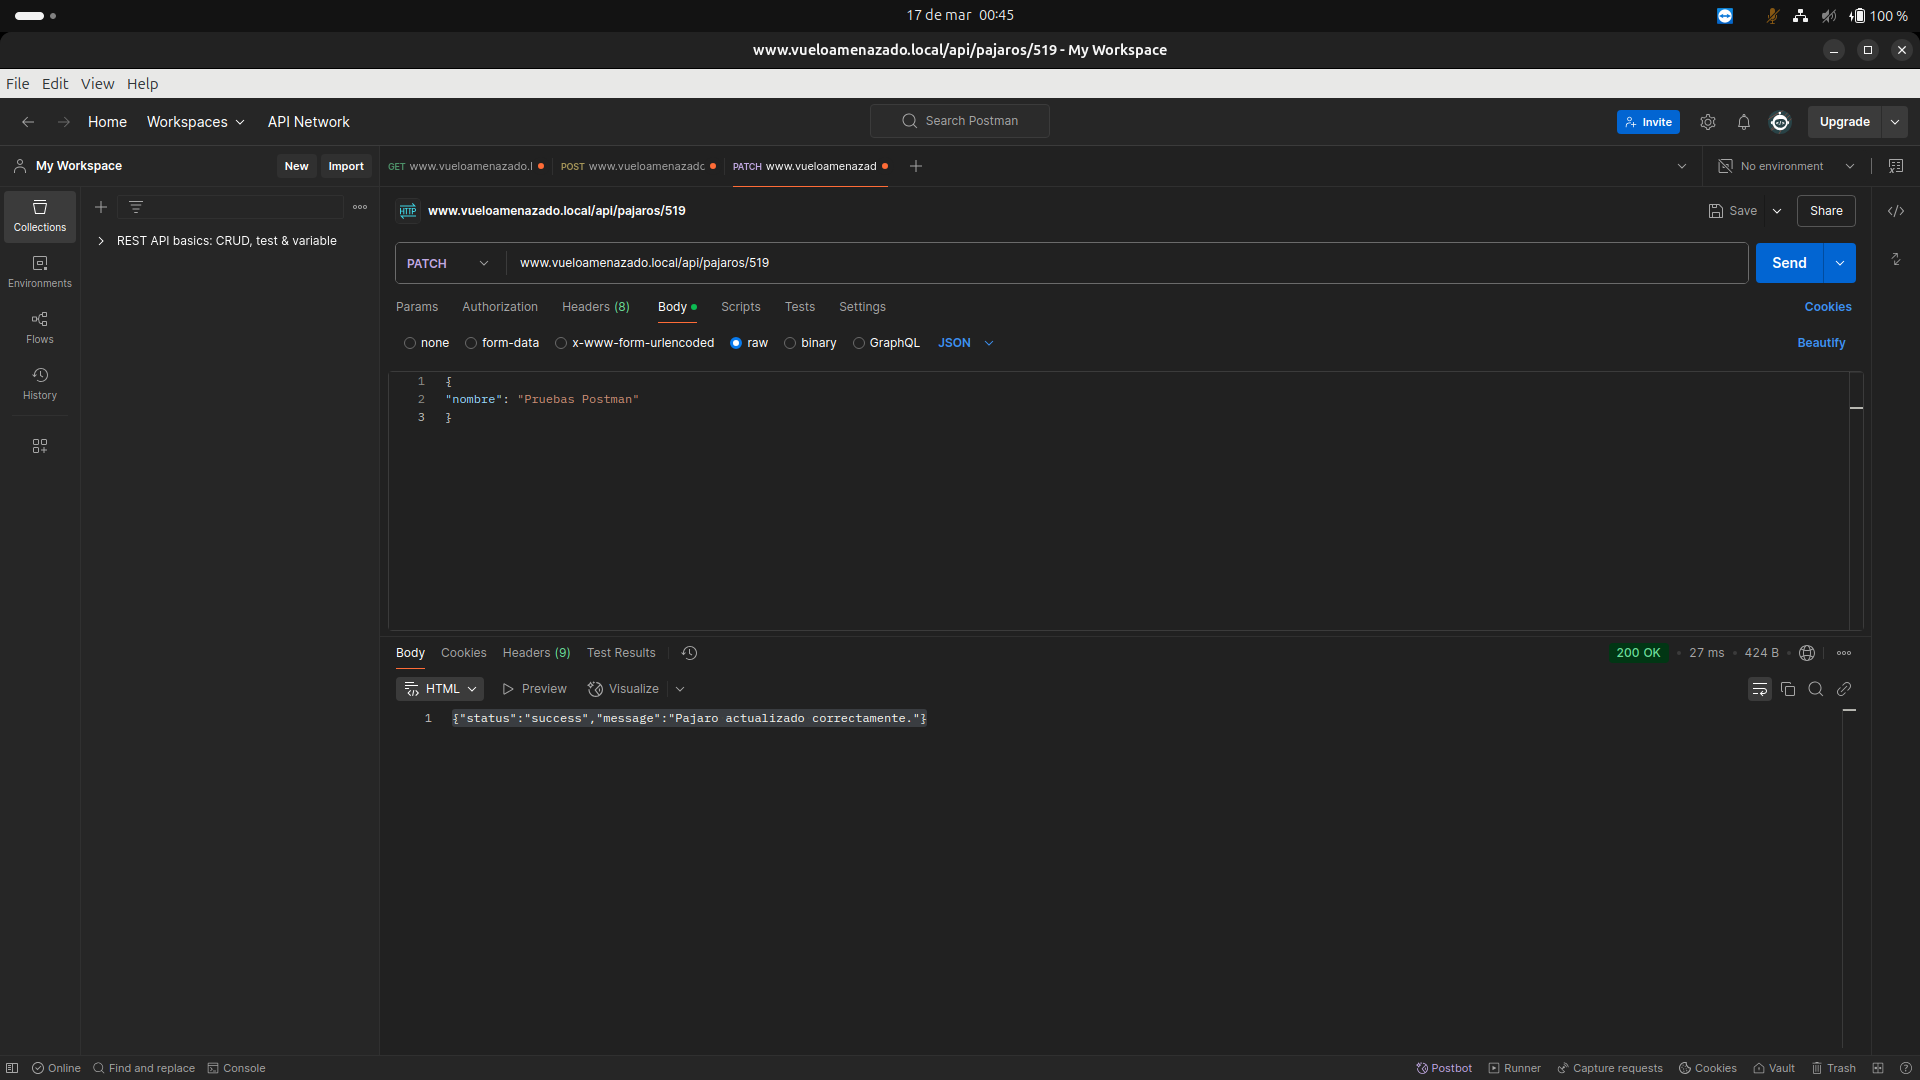 17 de mar 00:45
100 %
www.vueloamenazado.local/api/pajaros/519 - My Workspace
File Edit View Help
Home Workspaces API Network
Search Postman
Invite
Upgrade
My Workspace
New Import
GET www.vueloamenazado.l
POST www.vueloamenazadc
PATCH www.vueloamenazad
No environment
Collections
Environments
Flows
History
REST API basics: CRUD, test & variable
HTTP www.vueloamenazado.local/api/pajaros/519
Save
Share
PATCH www.vueloamenazado.local/api/pajaros/519
Send
Params Authorization Headers (8) Body Scripts Tests Settings
Cookies
none form-data x-www-form-urlencoded raw binary GraphQL JSON
Beautify
1 {
2 "nombre": "Pruebas Postman"
3 }
Body Cookies Headers (9) Test Results
200 OK • 27 ms • 424 B •
HTML Preview Visualize
1 {"status":"success","message":"Pajaro actualizado correctamente."}
Online Find and replace Console
Postbot Runner Capture requests Cookies Vault Trash